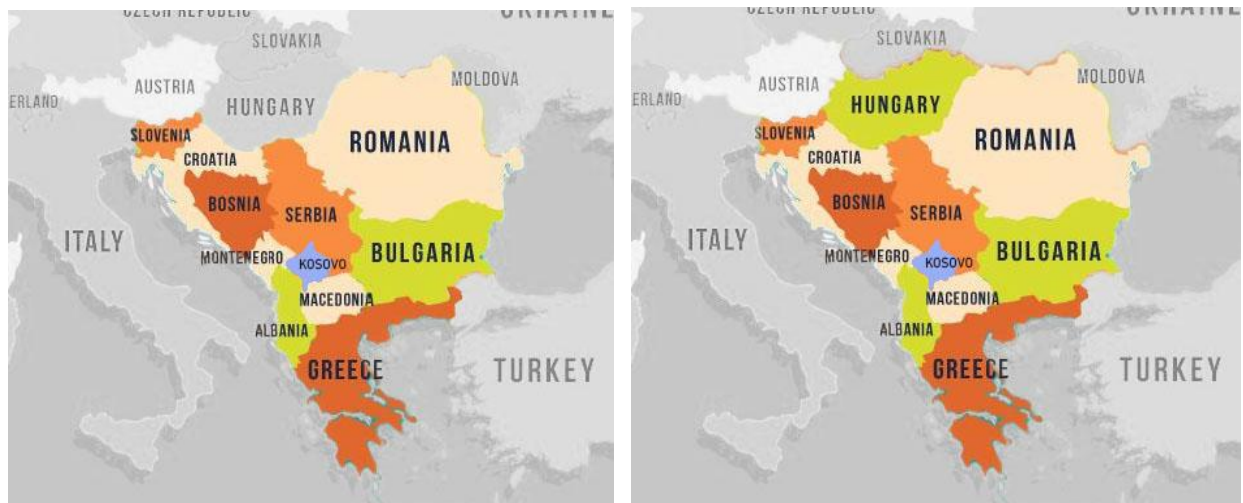 CZECH REPUBLIC
UKRAINE
SLOVAKIA
MOLDOVA
AUSTRIA
ERLAND
HUNGARY
SLOVENIA
ROMANIA
CROATIA
BOSNIA
SERBIA
ITALY
MONTENEGRO
KOSOVO
BULGARIA
MACEDONIA
ALBANIA
GREECE
TURKEY
CZECH REPUBLIC
UKRAINE
SLOVAKIA
MOLDOVA
AUSTRIA
ERLAND
HUNGARY
SLOVENIA
ROMANIA
CROATIA
BOSNIA
SERBIA
ITALY
MONTENEGRO
KOSOVO
BULGARIA
MACEDONIA
ALBANIA
GREECE
TURKEY